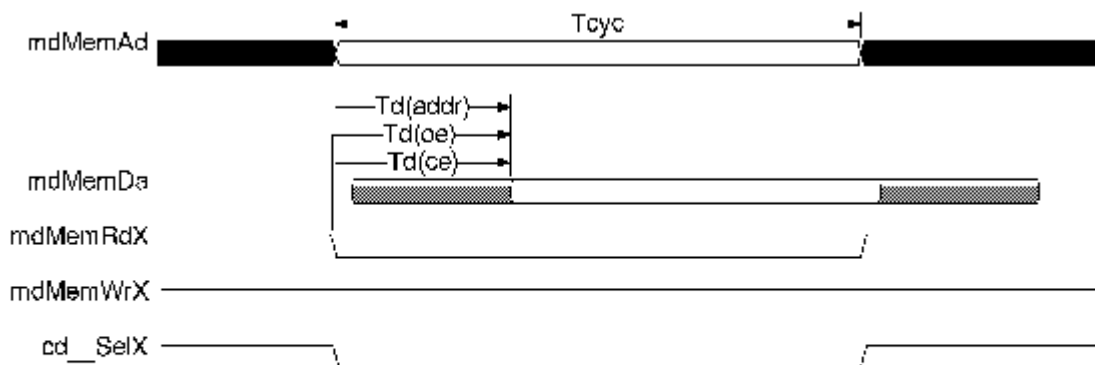 Tcyc
mdMemAd
Td(addr)
Td(oe)
Td(ce)
mdMemDa
mdMemRdX
mdMemWrX
cd__SelX